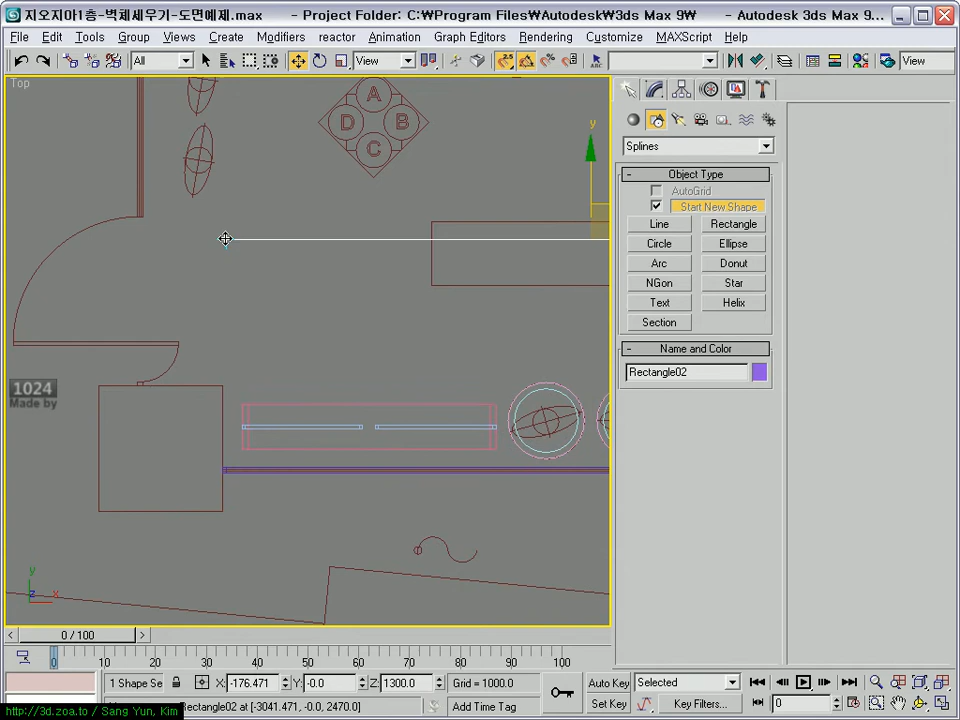 지오지아1층-벽체세우기-도면예제.max - Project Folder: C:₩Program Files₩Autodesk₩3ds Max 9₩ - Autodesk 3ds Max 9...
File Edit Tools Group Views Create Modifiers reactor Animation Graph Editors Rendering Customize MAXScript Help
All View View
Top
A
D B
C
y
Splines
- Object Type
AutoGrid
Start New Shape
Line Rectangle
Circle Ellipse
Arc Donut
NGon Star
Text Helix
Section
- Name and Color
Rectangle02
1024
Made by
y
z x
< 0 / 100 >
0 10 20 30 40 50 60 70 80 90 100
1 Shape Se X: -176.471 Y: -0.0 Z: 1300.0 Grid = 1000.0 Auto Key Selected
Rectangle02 at [-3041.471, -0.0, 2470.0] Add Time Tag Set Key Key Filters... 0
http://3d.zoa.to / Sang Yun, Kim